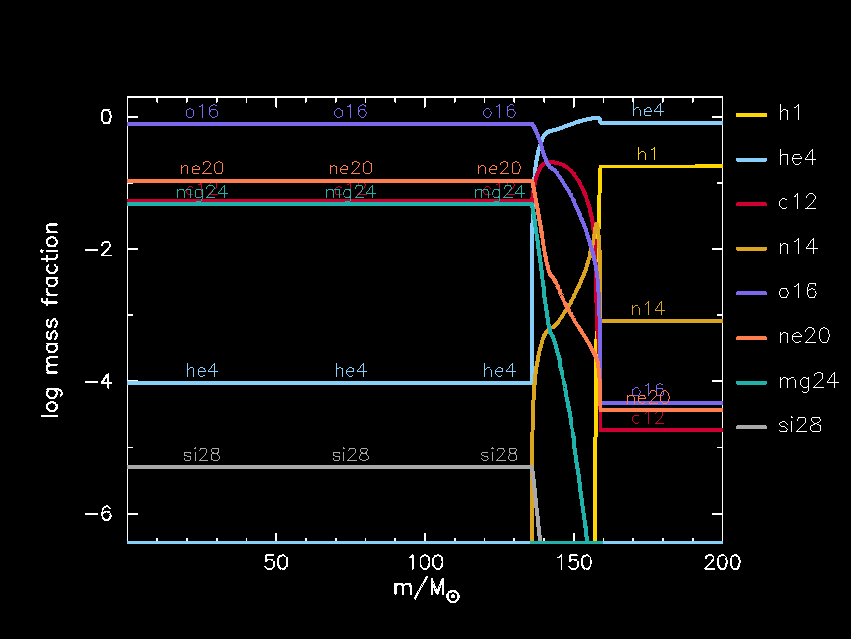 0
−2
−4
−6
50 100 150 200
m/M⊙
log mass fraction
o16 o16 o16
ne20 ne20 ne20
mg24 mg24 mg24
he4 he4 he4
si28 si28 si28
he4
h1
n14
o16
ne20
c12
h1
he4
c12
n14
o16
ne20
mg24
si28